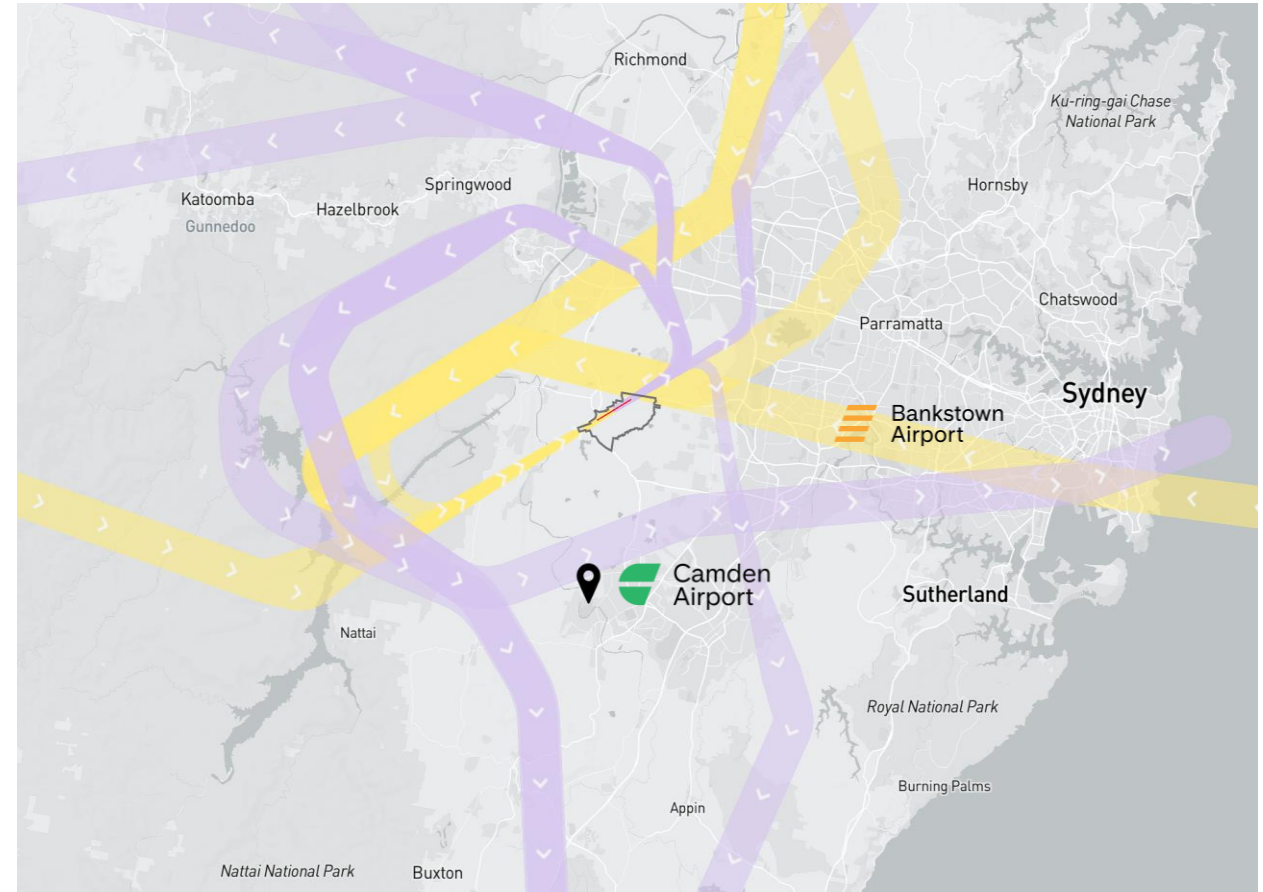 Richmond
Ku-ring-gai Chase
National Park
Springwood
Hornsby
Katoomba
Hazelbrook
Gunnedoo
Chatswood
Parramatta
Sydney
Bankstown
Airport
Camden
Airport
Sutherland
Nattai
Royal National Park
Burning Palms
Appin
Nattai National Park
Buxton